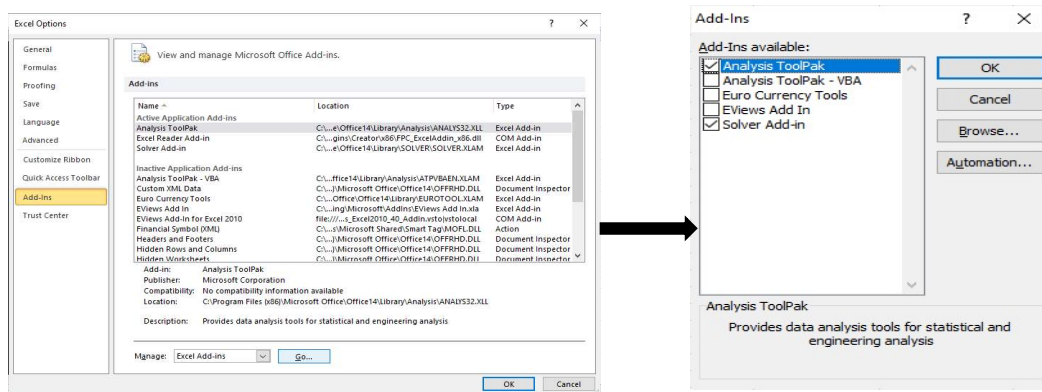 Excel Options ? ×
General
Formulas
Proofing
Save
Language
Advanced
Customize Ribbon
Quick Access Toolbar
Add-Ins
Trust Center
View and manage Microsoft Office Add-ins.
Add-ins
Name Location Type
Active Application Add-ins
Analysis ToolPak C:\...e\Office14\Library\Analysis\ANALYS32.XLL Excel Add-in
Excel Reader Add-in C:\...gins\Creator\x86\FPC_ExcelAddin_x86.dll COM Add-in
Solver Add-in C:\...e\Office14\Library\SOLVER\SOLVER.XLAM Excel Add-in
Inactive Application Add-ins
Analysis ToolPak - VBA C:\...ffice14\Library\Analysis\ATPVBAEN.XLAM Excel Add-in
Custom XML Data C:\...)\Microsoft Office\Office14\OFFRHD.DLL Document Inspector
Euro Currency Tools C:\...ce\Office14\Library\EUROTOOL.XLAM Excel Add-in
EViews Add In C:\...ing\Microsoft\AddIns\EViews Add In.xla Excel Add-in
EViews Add-In for Excel 2010 file:///...s_Excel2010_40_AddIn.vsto|vstolocal COM Add-in
Financial Symbol (XML) C:\...s\Microsoft Shared\Smart Tag\MOFL.DLL Action
Headers and Footers C:\...)\Microsoft Office\Office14\OFFRHD.DLL Document Inspector
Hidden Rows and Columns C:\...)\Microsoft Office\Office14\OFFRHD.DLL Document Inspector
Hidden Worksheets C:\...)\Microsoft Office\Office14\OFFRHD.DLL Document Inspector
Add-in: Analysis ToolPak
Publisher: Microsoft Corporation
Compatibility: No compatibility information available
Location: C:\Program Files (x86)\Microsoft Office\Office14\Library\Analysis\ANALYS32.XLL
Description: Provides data analysis tools for statistical and engineering analysis
Manage: Excel Add-ins Go...
OK Cancel
Add-Ins ? ×
Add-Ins available:
Analysis ToolPak
Analysis ToolPak - VBA
Euro Currency Tools
EViews Add In
Solver Add-in
OK
Cancel
Browse...
Automation...
Analysis ToolPak
Provides data analysis tools for statistical and
engineering analysis